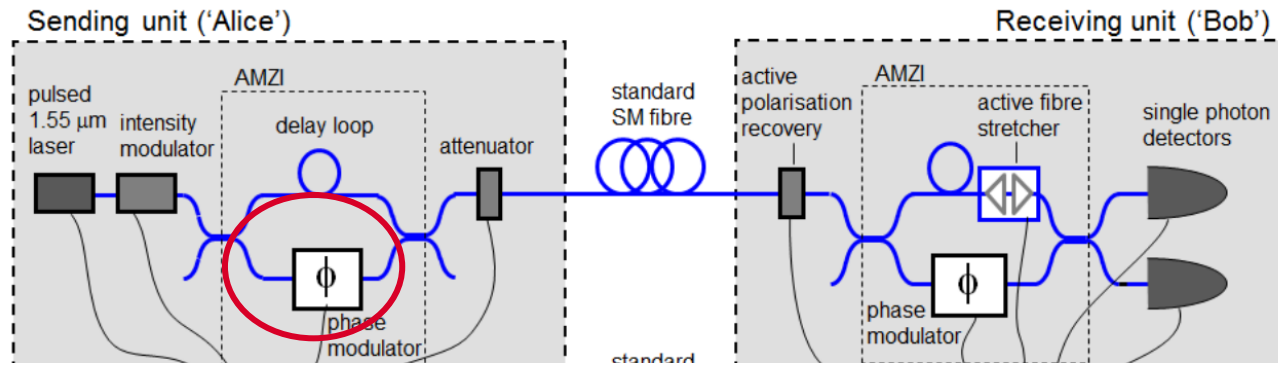 Sending unit ('Alice')
Receiving unit ('Bob')
AMZI
pulsed
1.55 μm
laser
intensity
modulator
delay loop
attenuator
ϕ
phase
modulator
standard
SM fibre
standard
active
polarisation
recovery
AMZI
active fibre
stretcher
single photon
detectors
ϕ
phase
modulator